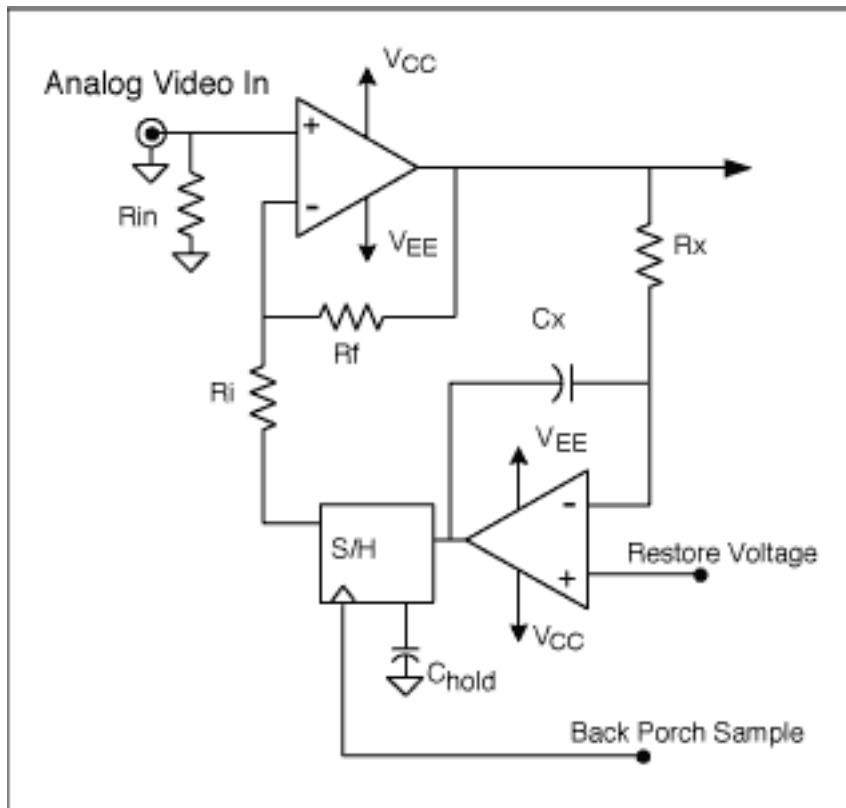 Analog Video In
VCC
+
-
Rin
VEE
Rx
Rf
Cx
Ri
VEE
-
S/H
Restore Voltage
+
VCC
Chold
Back Porch Sample